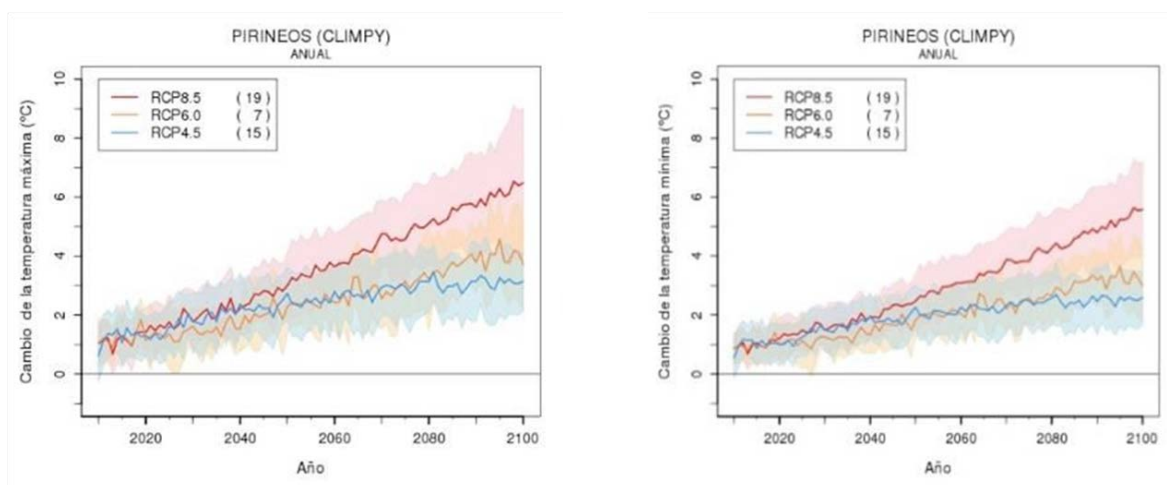 PIRINEOS (CLIMPY)
ANUAL
Cambio de la temperatura máxima (ºC)
10
8
6
4
2
0
RCP8.5 ( 19 )
RCP6.0 ( 7 )
RCP4.5 ( 15 )
2020 2040 2060 2080 2100
Año
PIRINEOS (CLIMPY)
ANUAL
Cambio de la temperatura mínima (ºC)
10
8
6
4
2
0
RCP8.5 ( 19 )
RCP6.0 ( 7 )
RCP4.5 ( 15 )
2020 2040 2060 2080 2100
Año